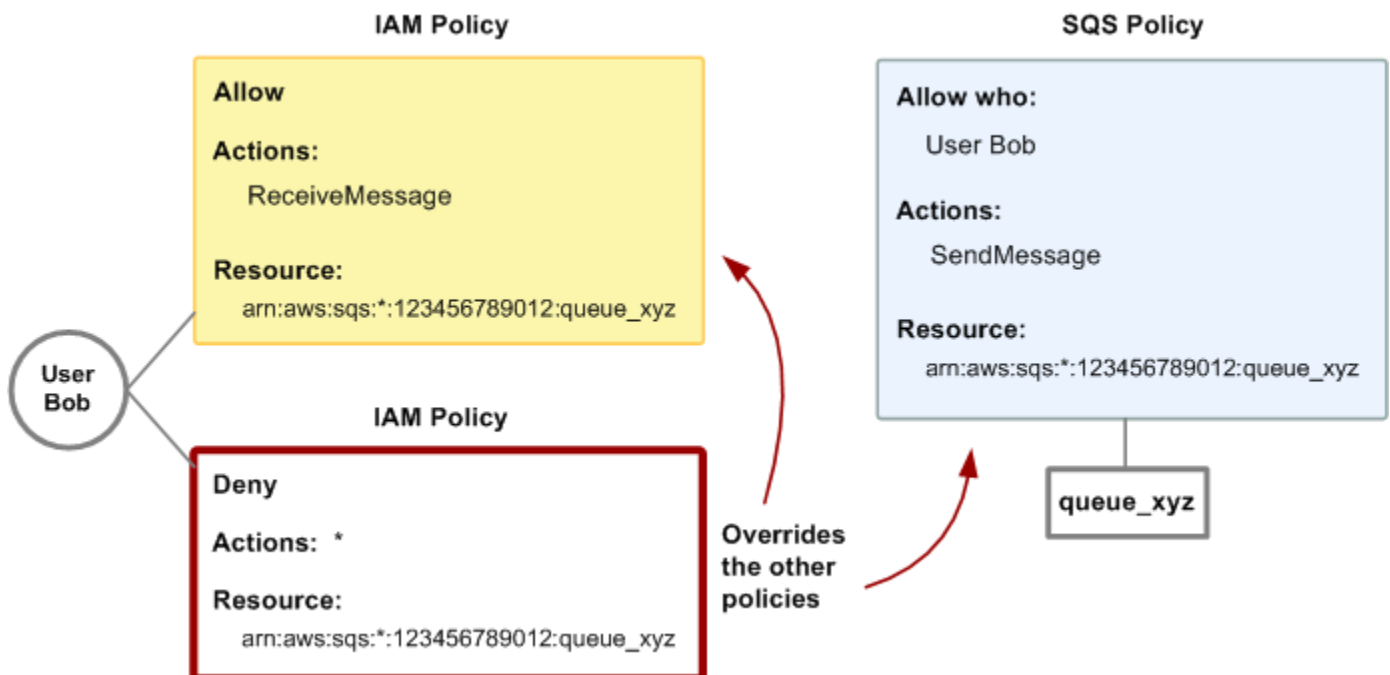 IAM Policy
Allow
Actions:
ReceiveMessage
Resource:
arn:aws:sqs:*:123456789012:queue_xyz
User
Bob
IAM Policy
Deny
Actions: *
Resource:
arn:aws:sqs:*:123456789012:queue_xyz
Overrides
the other
policies
SQS Policy
Allow who:
User Bob
Actions:
SendMessage
Resource:
arn:aws:sqs:*:123456789012:queue_xyz
queue_xyz